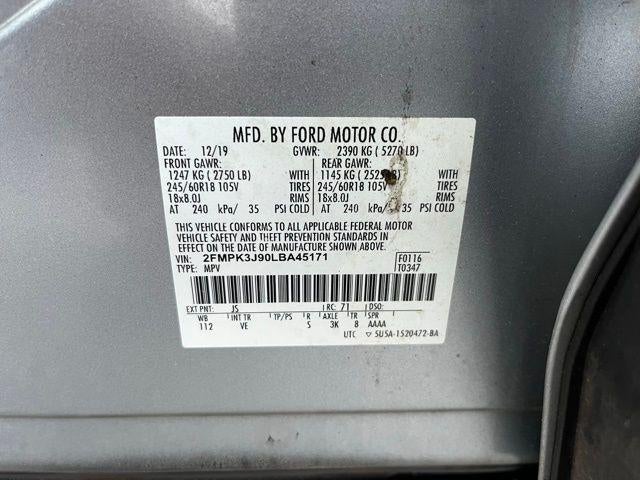 MFD. BY FORD MOTOR CO.
DATE: 12/19 GVWR: 2390 KG ( 5270 LB)
FRONT GAWR: REAR GAWR:
1247 KG ( 2750 LB) WITH 1145 KG ( 2525 LB) WITH
245/60R18 105V TIRES 245/60R18 105V TIRES
18x8.0J RIMS 18x8.0J RIMS
AT 240 kPa/ 35 PSI COLD AT 240 kPa/ 35 PSI COLD
THIS VEHICLE CONFORMS TO ALL APPLICABLE FEDERAL MOTOR
VEHICLE SAFETY AND THEFT PREVENTION STANDARDS IN
EFFECT ON THE DATE OF MANUFACTURE SHOWN ABOVE.
VIN: 2FMPK3J90LBA45171 F0116
TYPE: MPV T0347
EXT PNT: JS RC: 71 DSO:
WB INT TR TP/PS R AXLE TR SPR
112 VE S 3K 8 AAAA
UTC ▽ 5U5A-1520472-BA